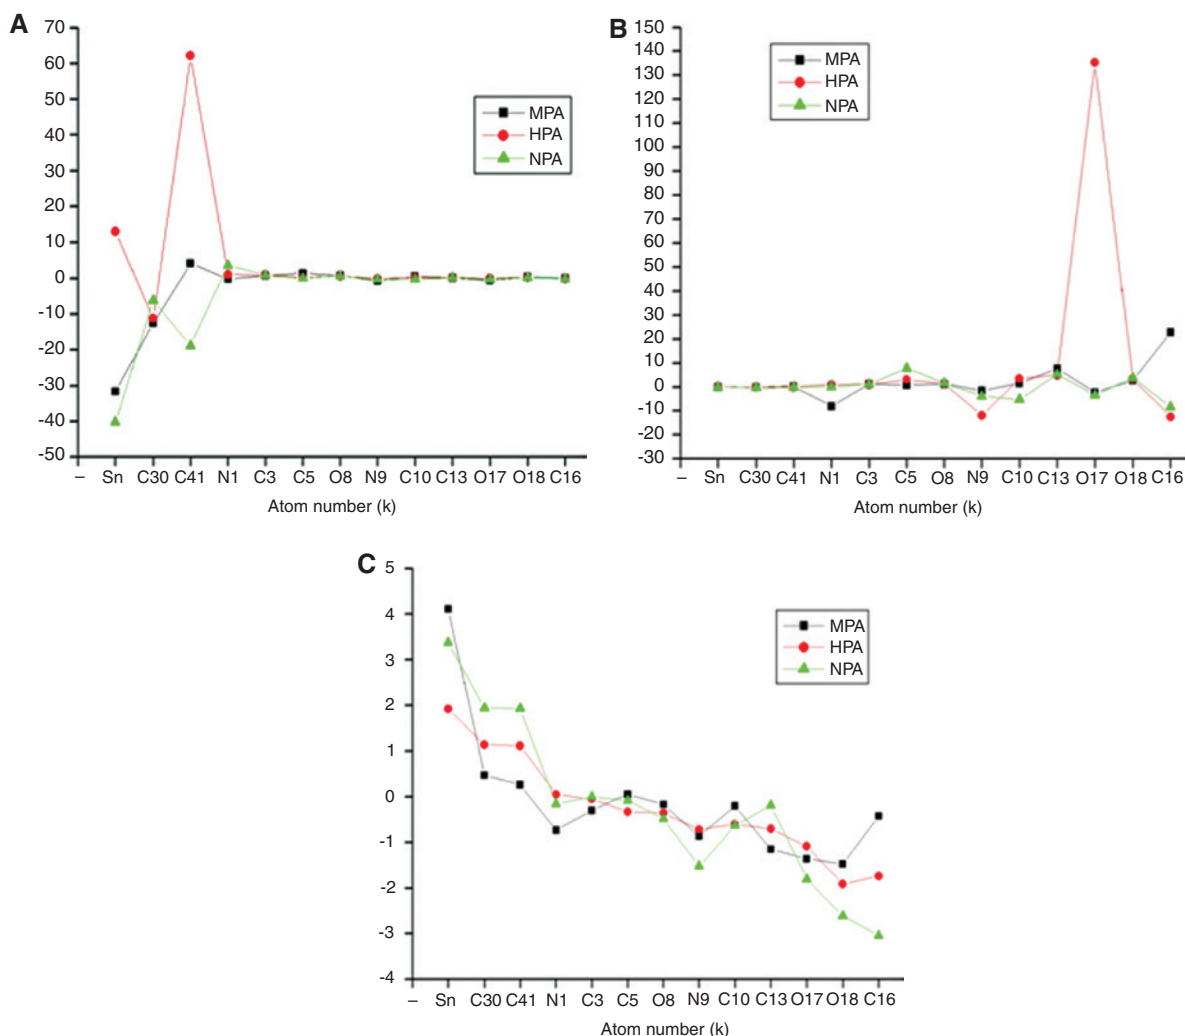 A
70
60
50
40
30
20
10
0
-10
-20
-30
-40
-50
MPA
HPA
NPA
– Sn C30 C41 N1 C3 C5 O8 N9 C10 C13 O17 O18 C16
Atom number (k)
B
150
140
130
120
110
100
90
80
70
60
50
40
30
20
10
0
-10
-20
-30
MPA
HPA
NPA
– Sn C30 C41 N1 C3 C5 O8 N9 C10 C13 O17 O18 C16
Atom number (k)
C
5
4
3
2
1
0
-1
-2
-3
-4
MPA
HPA
NPA
– Sn C30 C41 N1 C3 C5 O8 N9 C10 C13 O17 O18 C16
Atom number (k)